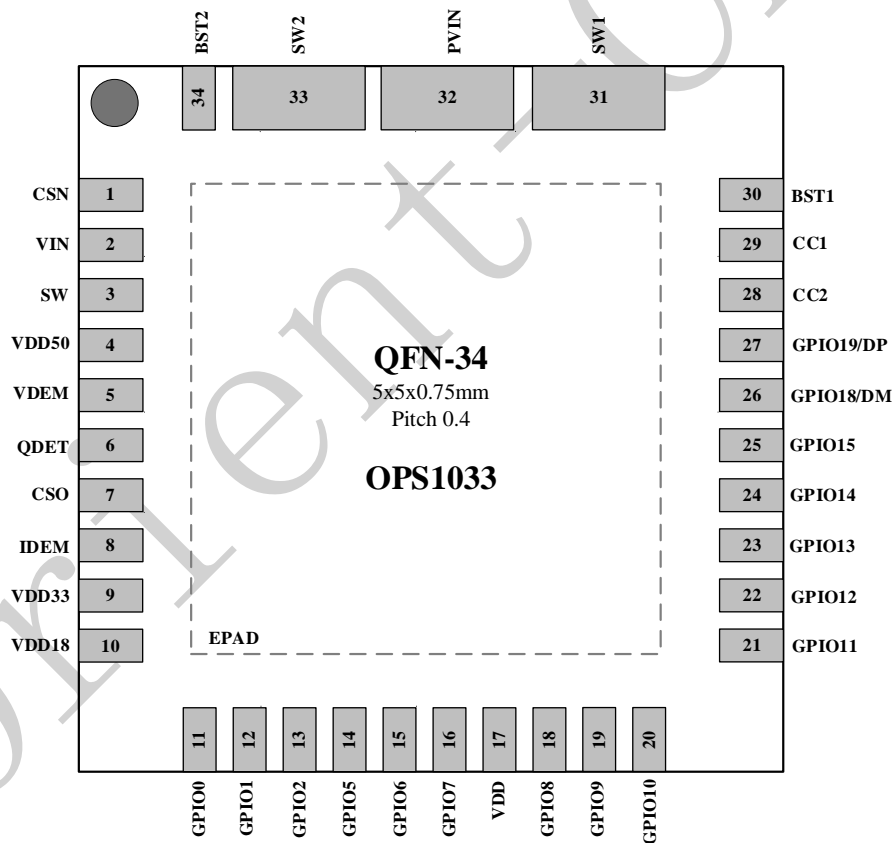 BST2
SW2
PVIN
SW1
34
33
32
31
CSN 1
VIN 2
SW 3
VDD50 4
VDEM 5
QDET 6
CSO 7
IDEM 8
VDD33 9
VDD18 10
30 BST1
29 CC1
28 CC2
27 GPIO19/DP
26 GPIO18/DM
25 GPIO15
24 GPIO14
23 GPIO13
22 GPIO12
21 GPIO11
QFN-34
5x5x0.75mm
Pitch 0.4
OPS1033
EPAD
11
12
13
14
15
16
17
18
19
20
GPIO0
GPIO1
GPIO2
GPIO5
GPIO6
GPIO7
VDD
GPIO8
GPIO9
GPIO10
orient-c